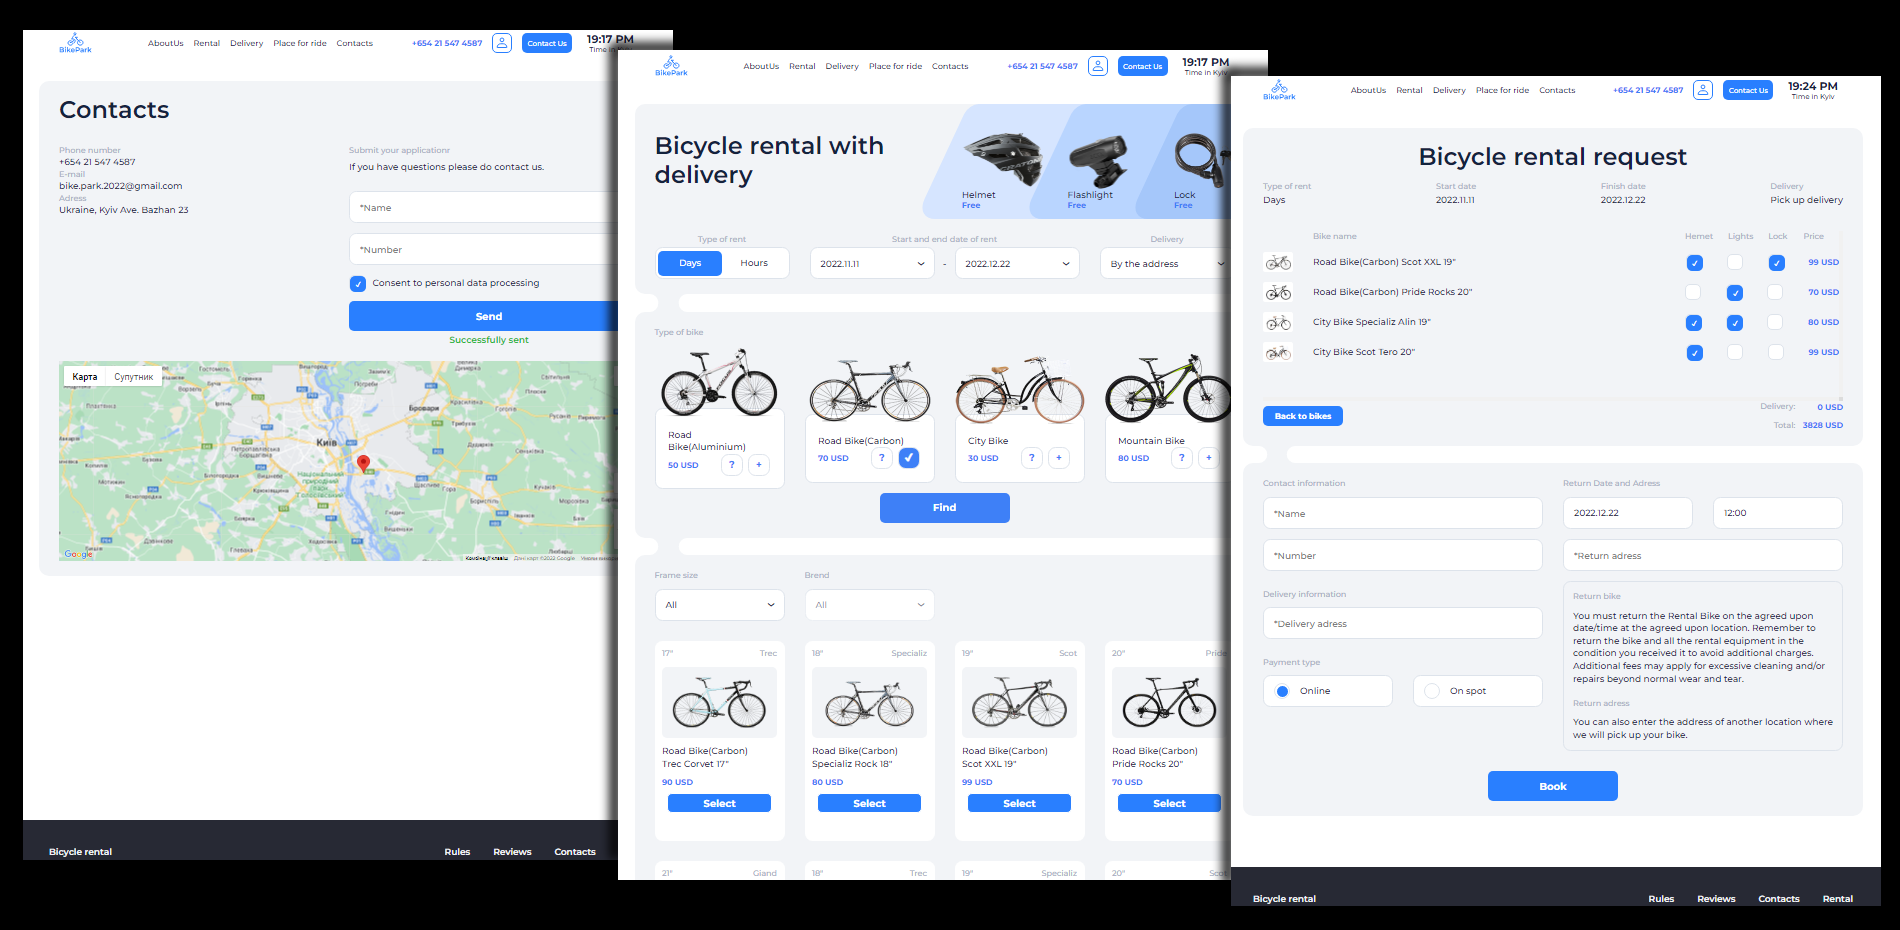 BikePark
AboutUs Rental Delivery Place for ride Contacts
+654 21 547 4587
Contact Us
19:17 PM
Time in
Contacts
Phone number
+654 21 547 4587
E-mail
bike.park.2022@gmail.com
Adress
Ukraine, Kyiv Ave. Bazhan 23
Submit your applicationr
If you have questions please do contact us.
*Name
*Number
Consent to personal data processing
Send
Successfully sent
Карта Супутник
Київ
Бровари
Google
Bicycle rental
Rules Reviews Contacts
BikePark
AboutUs Rental Delivery Place for ride Contacts
+654 21 547 4587
Contact Us
19:17 PM
Time in Kyiv
Bicycle rental with
delivery
Helmet
Free
Flashlight
Free
Lock
Free
Type of rent
Days Hours
Start and end date of rent
2022.11.11 - 2022.12.22
Delivery
By the address
Type of bike
Road
Bike(Aluminium)
50 USD ? +
Road Bike(Carbon)
70 USD ?
City Bike
30 USD ? +
Mountain Bike
80 USD ? +
Find
Frame size
All
Brend
All
17" Trec
Road Bike(Carbon)
Trec Corvet 17"
90 USD
Select
18" Specializ
Road Bike(Carbon)
Specializ Rock 18"
80 USD
Select
19" Scot
Road Bike(Carbon)
Scot XXL 19"
99 USD
Select
20" Pride
Road Bike(Carbon)
Pride Rocks 20"
70 USD
Select
21" Giand
18" Trec
19" Specializ
20" Scot
BikePark
AboutUs Rental Delivery Place for ride Contacts
+654 21 547 4587
Contact Us
19:24 PM
Time in Kyiv
Bicycle rental request
Type of rent
Days
Start date
2022.11.11
Finish date
2022.12.22
Delivery
Pick up delivery
Bike name Hemet Lights Lock Price
Road Bike(Carbon) Scot XXL 19" 99 USD
Road Bike(Carbon) Pride Rocks 20" 70 USD
City Bike Specializ Alin 19" 80 USD
City Bike Scot Tero 20" 99 USD
Back to bikes
Delivery: 0 USD
Total: 3828 USD
Contact information
*Name
*Number
Delivery information
*Delivery adress
Payment type
Online
On spot
Return Date and Adress
2022.12.22
12:00
*Return adress
Return bike
You must return the Rental Bike on the agreed upon
date/time at the agreed upon location. Remember to
return the bike and all the rental equipment in the
condition you received it to avoid additional charges.
Additional fees may apply for excessive cleaning and/or
repairs beyond normal wear and tear.
Return adress
You can also enter the address of another location where
we will pick up your bike.
Book
Bicycle rental
Rules Reviews Contacts Rental